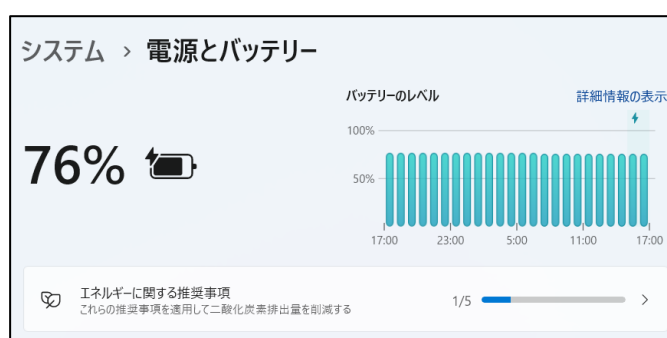 システム › 電源とバッテリー
バッテリーのレベル 詳細情報の表示
100%
76%
50%
17:00 23:00 5:00 11:00 17:00
エネルギーに関する推奨事項
これらの推奨事項を適用して二酸化炭素排出量を削減する
1/5